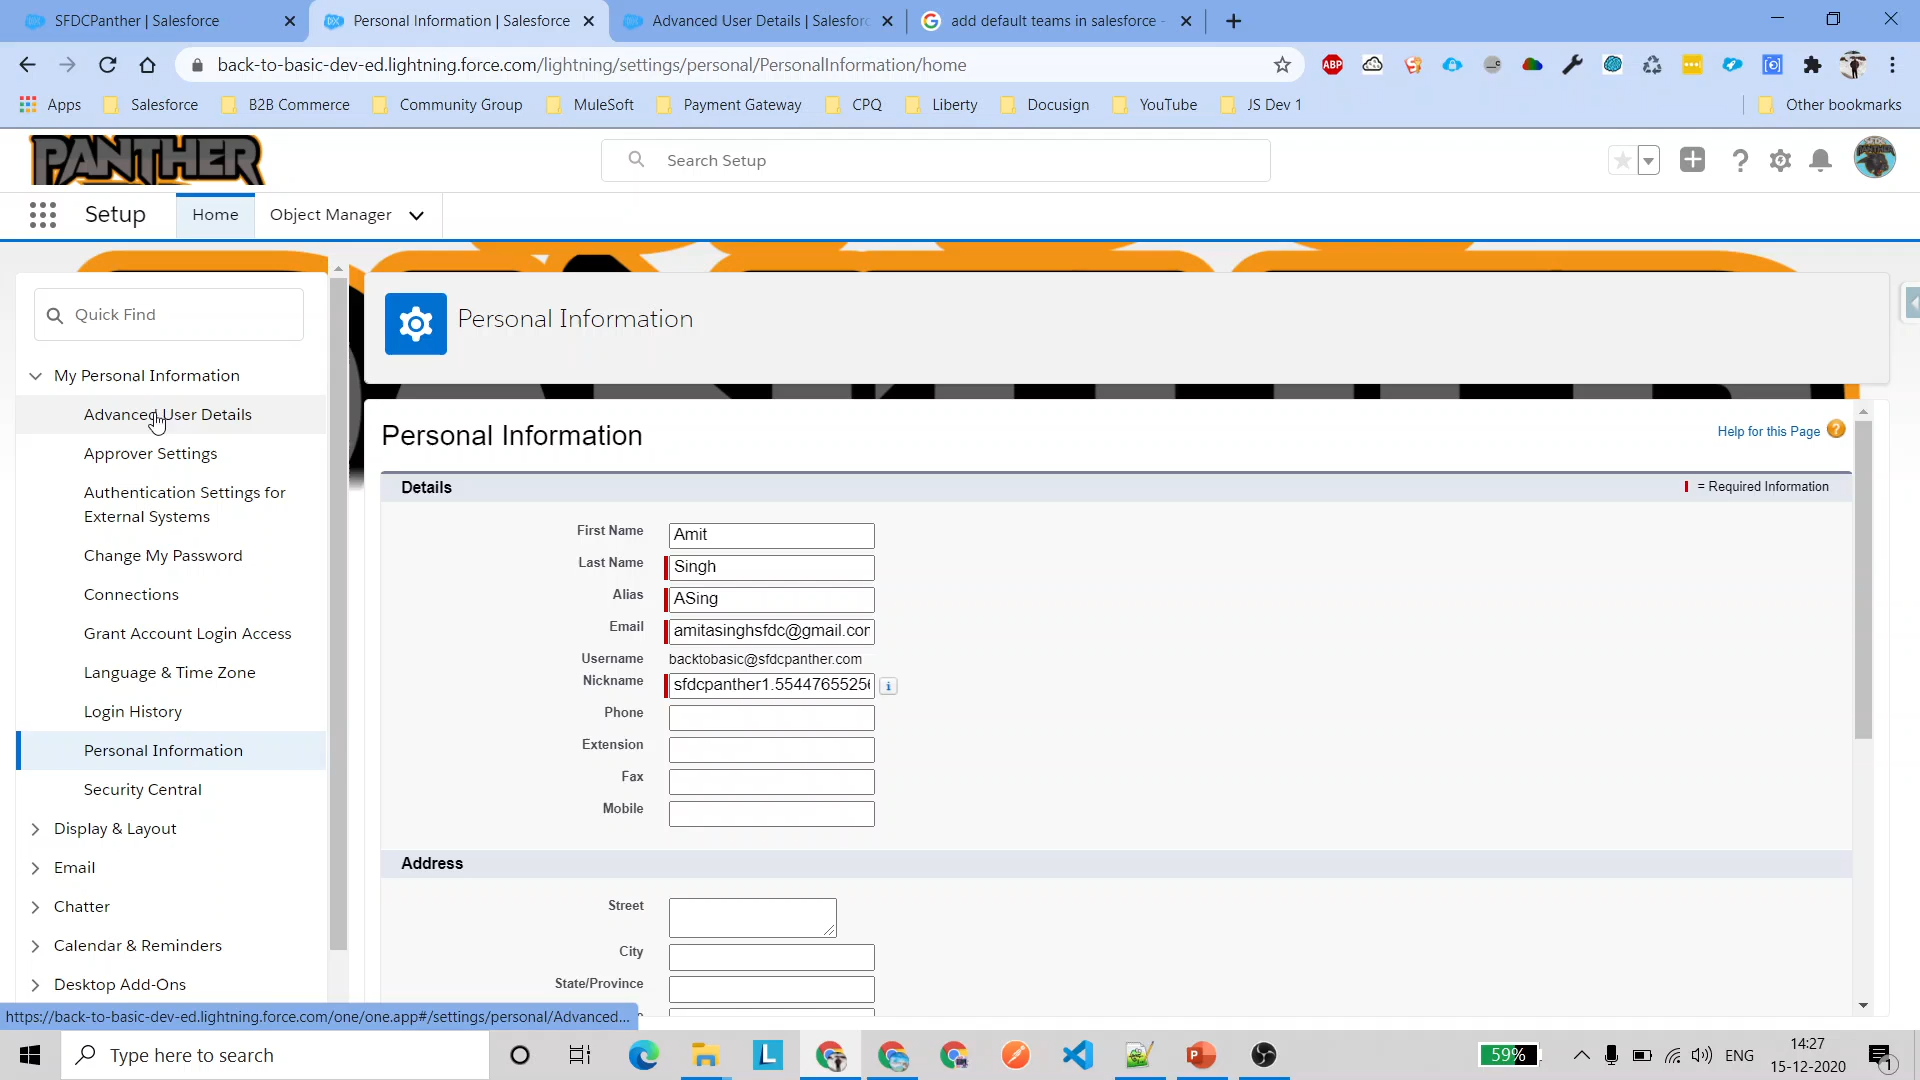 SFDCPanther | Salesforce
Personal Information | Salesforce
Advanced User Details | Salesforc
add default teams in salesforce -
back-to-basic-dev-ed.lightning.force.com/lightning/settings/personal/PersonalInformation/home
ABP
Apps
Salesforce
B2B Commerce
Community Group
MuleSoft
Payment Gateway
CPQ
Liberty
Docusign
YouTube
JS Dev 1
Other bookmarks
PANTHER
Search Setup
Setup
Home
Object Manager
Quick Find
My Personal Information
Advanced User Details
Approver Settings
Authentication Settings for
External Systems
Change My Password
Connections
Grant Account Login Access
Language & Time Zone
Login History
Personal Information
Security Central
Display & Layout
Email
Chatter
Calendar & Reminders
Desktop Add-Ons
Personal Information
Personal Information
Help for this Page
Details
= Required Information
First Name
Amit
Last Name
Singh
Alias
ASing
Email
amitasinghsfdc@gmail.cor
Username
backtobasic@sfdcpanther.com
Nickname
sfdcpanther1.5544765525
Phone
Extension
Fax
Mobile
Address
Street
City
State/Province
https://back-to-basic-dev-ed.lightning.force.com/one/one.app#/settings/personal/Advanced...
Type here to search
59%
ENG
14:27
15-12-2020
1